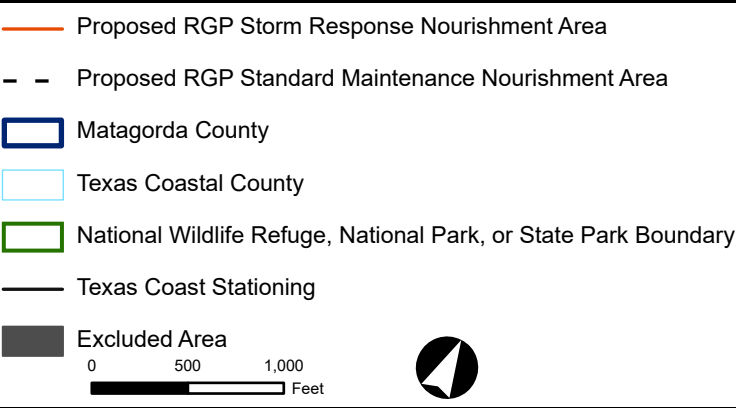 Proposed RGP Storm Response Nourishment Area
Proposed RGP Standard Maintenance Nourishment Area
Matagorda County
Texas Coastal County
National Wildlife Refuge, National Park, or State Park Boundary
Texas Coast Stationing
Excluded Area
0 500 1,000
Feet